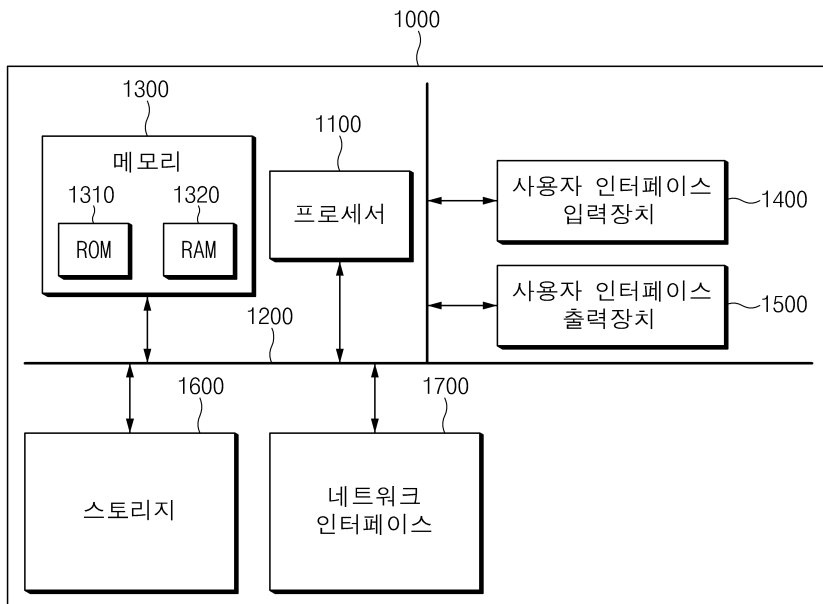 1000
1300
메모리
1310
ROM
1320
RAM
1100
프로세서
사용자 인터페이스
입력장치
1400
사용자 인터페이스
출력장치
1500
1200
1600
스토리지
1700
네트워크
인터페이스